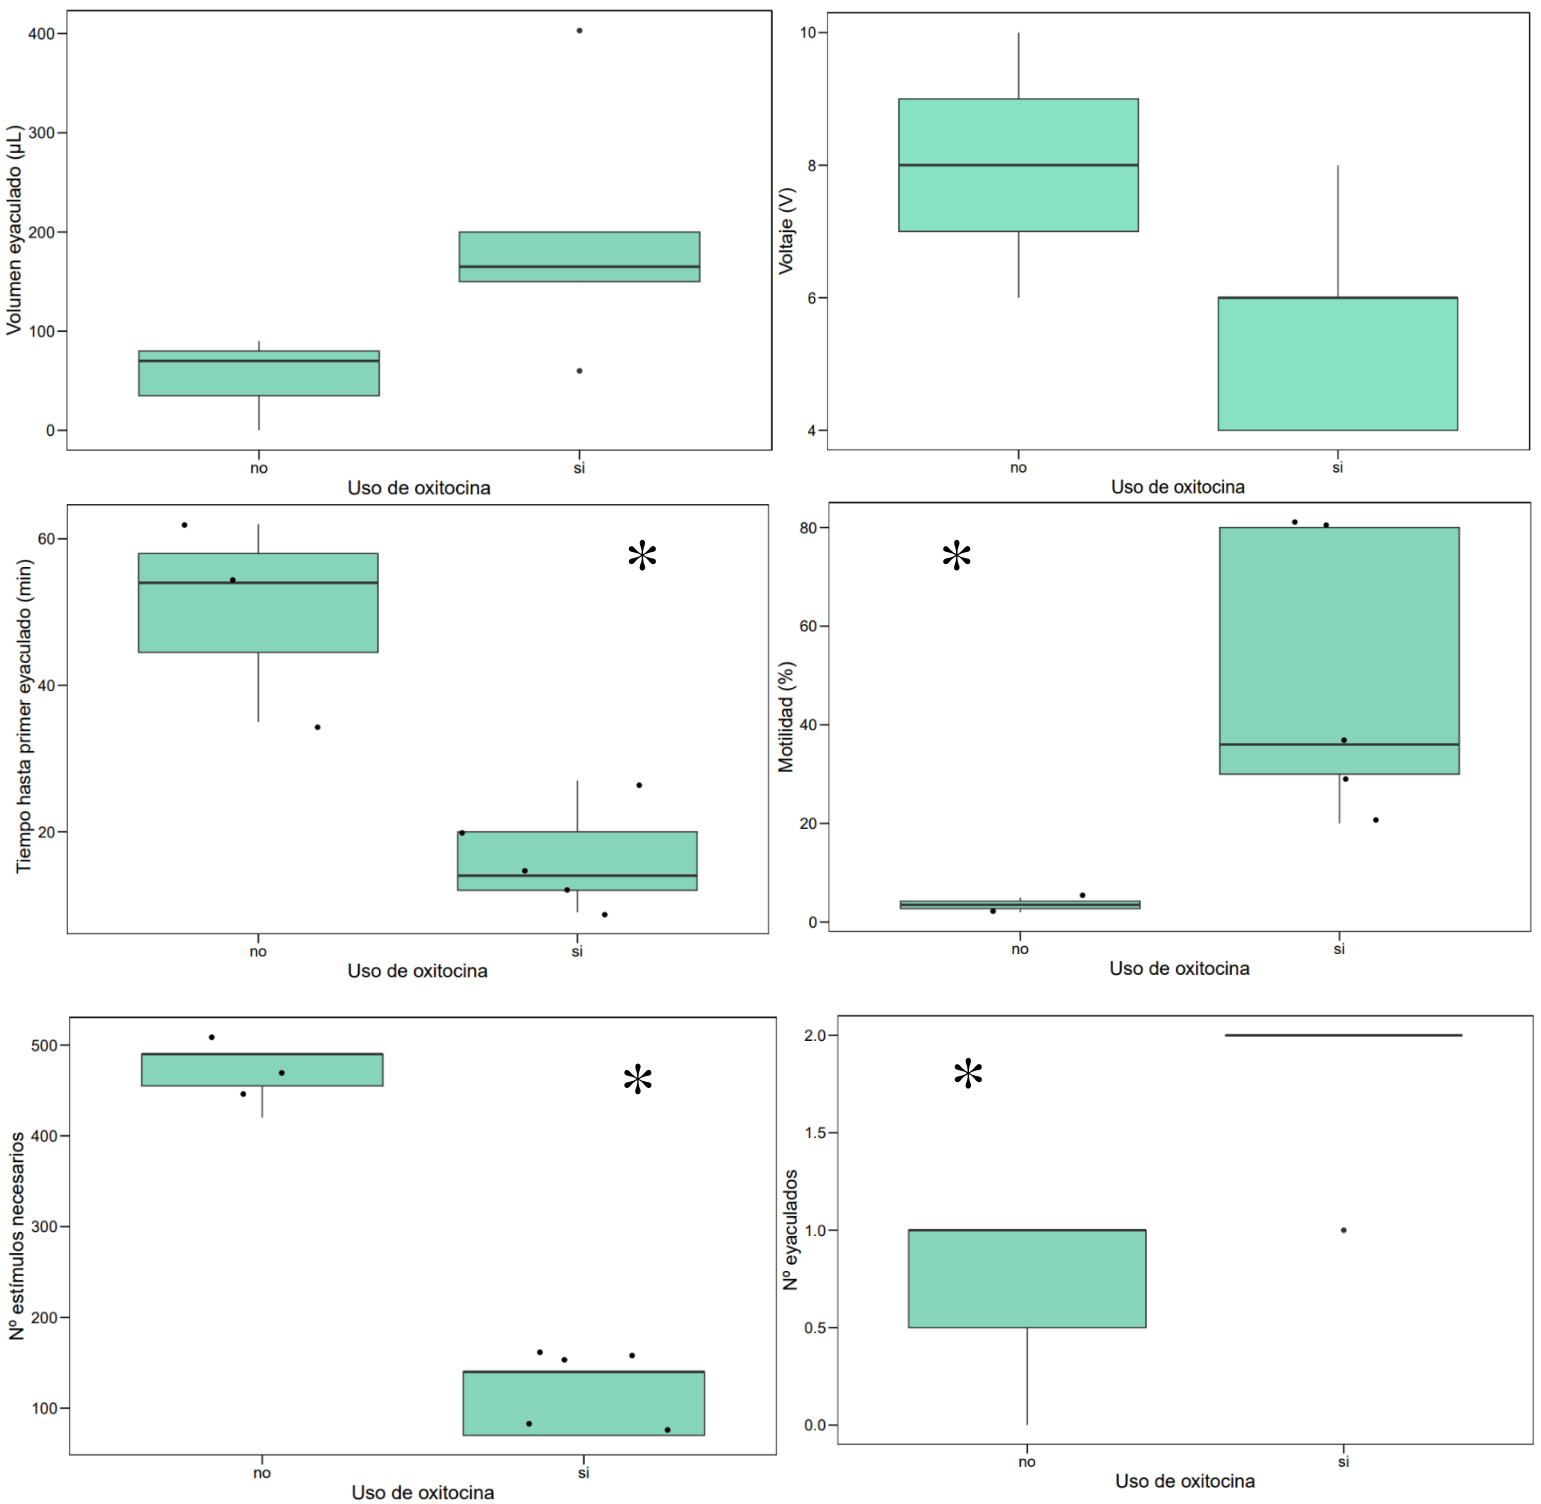 Volumen eyaculado (µL)
400
300
200
100
0
no
si
Uso de oxitocina
Voltaje (V)
10
8
6
4
no
si
Uso de oxitocina
Tiempo hasta primer eyaculado (min)
60
40
20
*
no
si
Uso de oxitocina
Motilidad (%)
80
60
40
20
0
*
no
si
Uso de oxitocina
Nº estímulos necesarios
500
400
300
200
100
*
no
si
Uso de oxitocina
Nº eyaculados
2.0
1.5
1.0
0.5
0.0
*
no
si
Uso de oxitocina